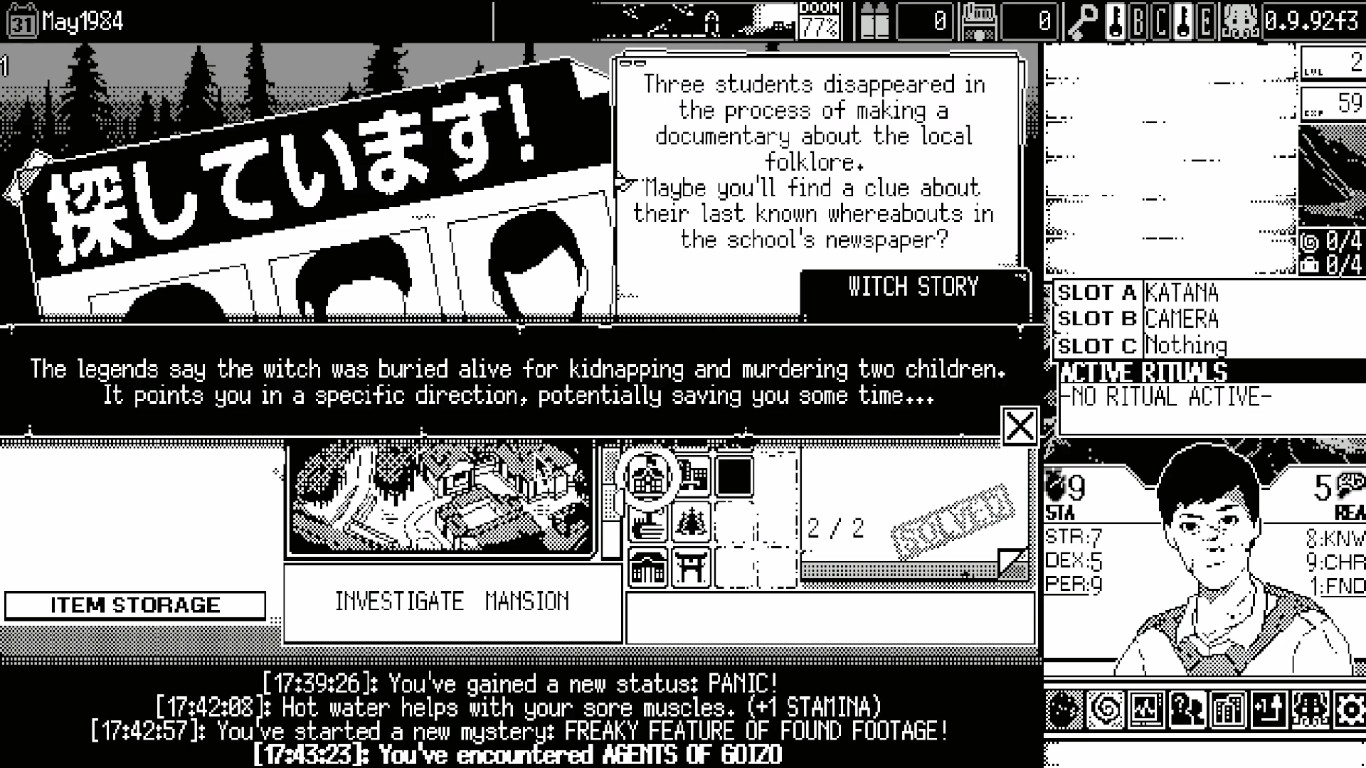 31 May1984
DOOM
77%
0
0
B C E
0.9.92f3
1
探しています!
Three students disappeared in
the process of making a
documentary about the local
folklore.
Maybe you'll find a clue about
their last known whereabouts in
the school's newspaper?
WITCH STORY
LVL 2
EXP 59
0/4
0/4
SLOT A KATANA
SLOT B CAMERA
SLOT C Nothing
ACTIVE RITUALS
-NO RITUAL ACTIVE-
The legends say the witch was buried alive for kidnapping and murdering two children.
It points you in a specific direction, potentially saving you some time...
2 / 2
SOLVED
ITEM STORAGE
INVESTIGATE MANSION
9
5
STA
REA
STR:7
8:KNW
DEX:5
9:CHR
PER:9
1:FND
[17:39:26]: You've gained a new status: PANIC!
[17:42:08]: Hot water helps with your sore muscles. (+1 STAMINA)
[17:42:57]: You've started a new mystery: FREAKY FEATURE OF FOUND FOOTAGE!
[17:43:23]: You've encountered AGENTS OF GOIZO